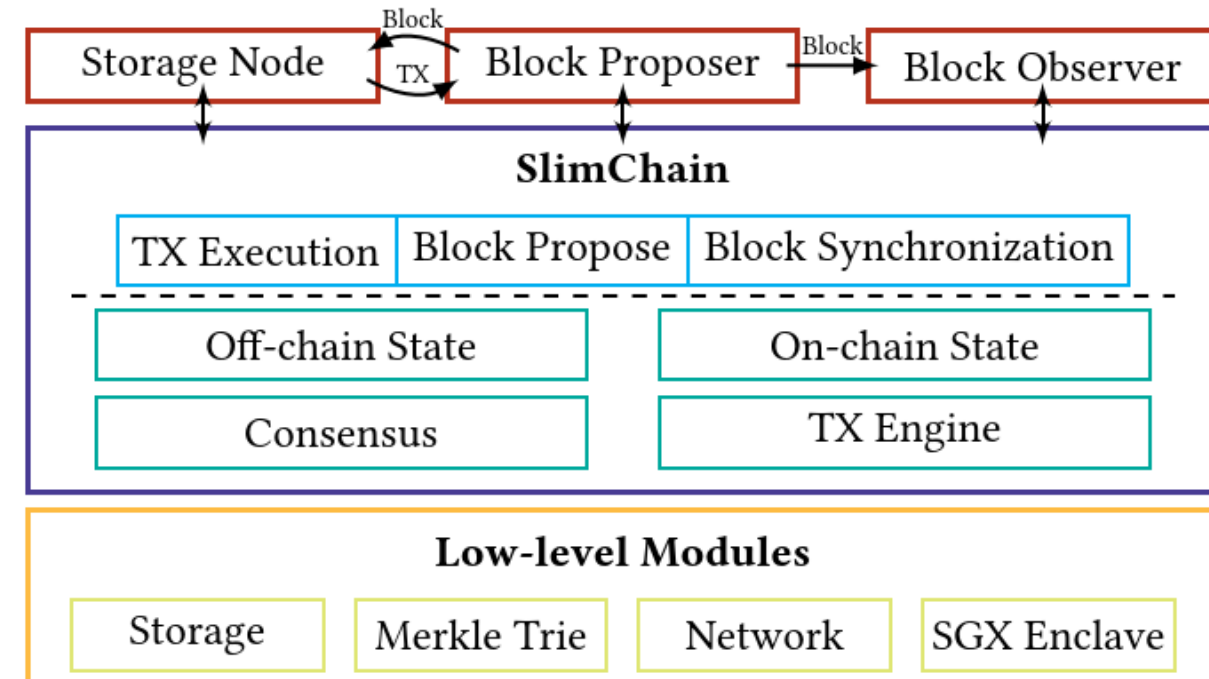 Block
Storage Node
TX
Block Proposer
Block
Block Observer
SlimChain
TX Execution
Block Propose
Block Synchronization
Off-chain State
On-chain State
Consensus
TX Engine
Low-level Modules
Storage
Merkle Trie
Network
SGX Enclave